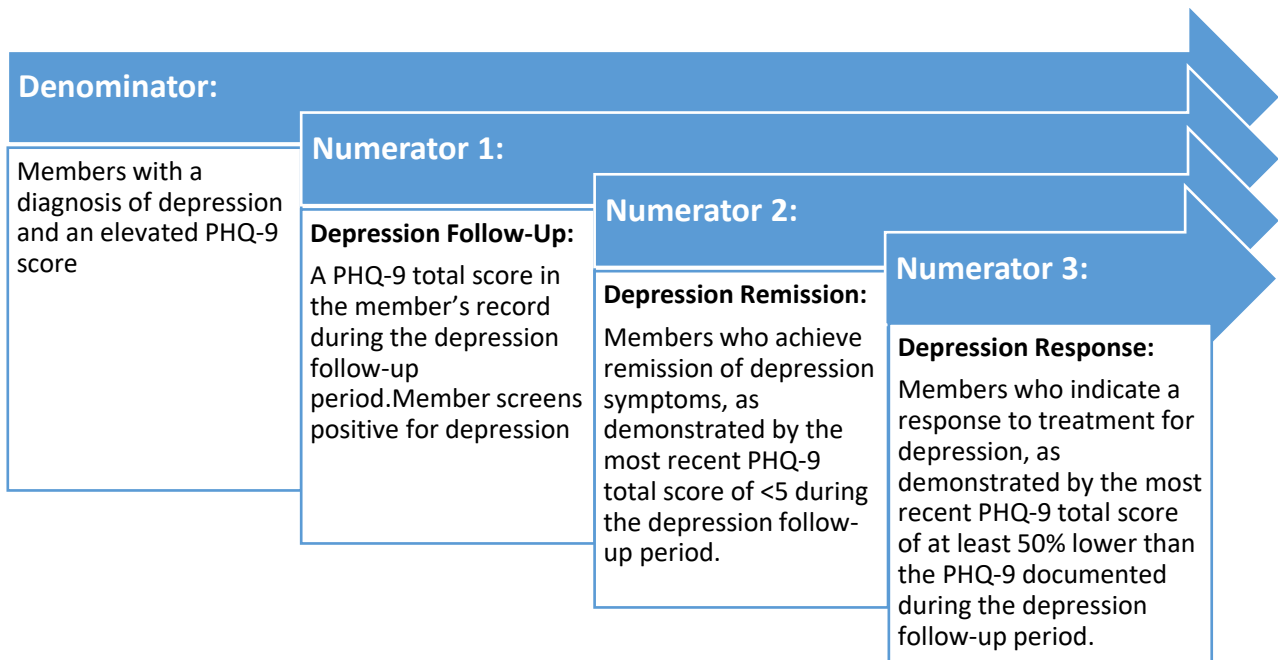 Denominator:
Members with a
diagnosis of depression
and an elevated PHQ-9
score
Numerator 1:
Depression Follow-Up:
A PHQ-9 total score in
the member’s record
during the depression
follow-up
period.Member screens
positive for depression
Numerator 2:
Depression Remission:
Members who achieve
remission of depression
symptoms, as
demonstrated by the
most recent PHQ-9
total score of <5 during
the depression follow-
up period.
Numerator 3:
Depression Response:
Members who indicate a
response to treatment for
depression, as
demonstrated by the most
recent PHQ-9 total score
of at least 50% lower than
the PHQ-9 documented
during the depression
follow-up period.